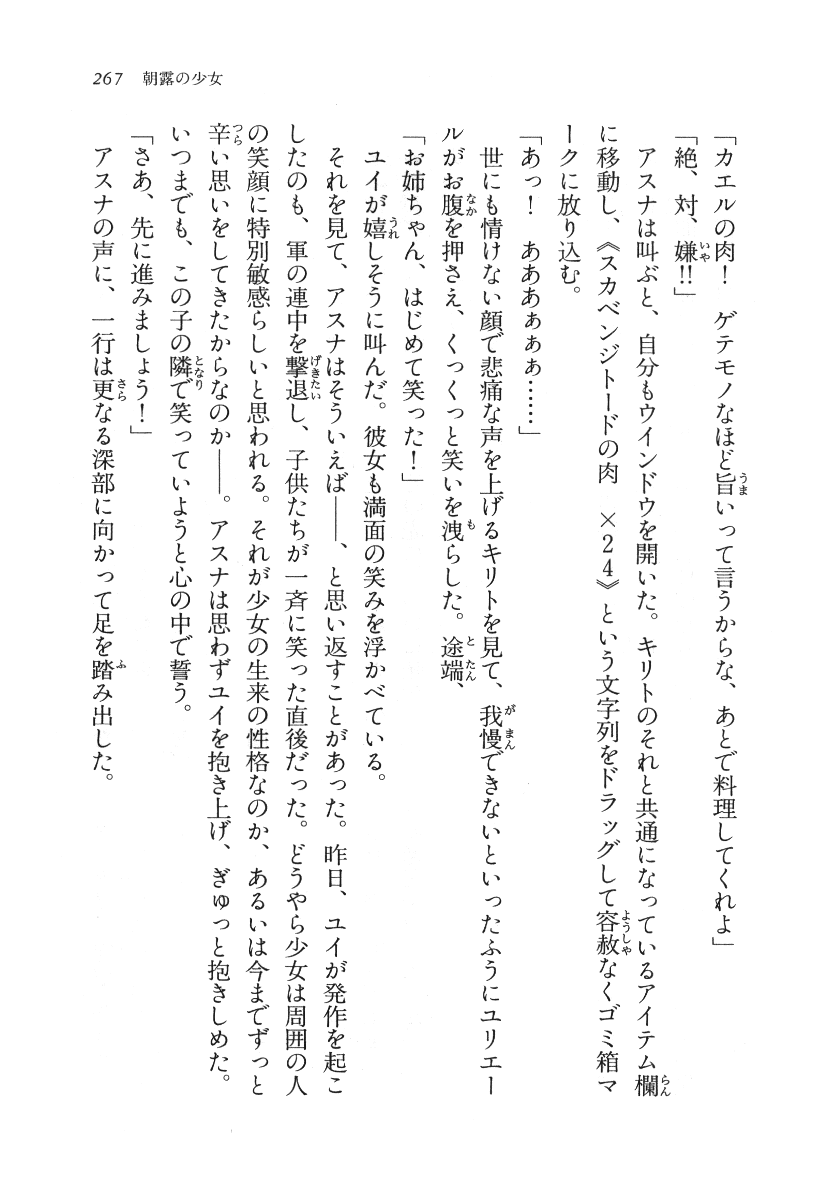 267　朝露の少女
「カエルの肉！　ゲテモノなほど旨いって言うからな、あとで料理してくれよ」
「絶、対、嫌!!」
　アスナは叫ぶと、自分もウインドウを開いた。キリトのそれと共通になっているアイテム欄
に移動し、《スカベンジトードの肉　×24》という文字列をドラッグして容赦なくゴミ箱マ
ークに放り込む。
「あっ！　あああぁぁぁ……」
　世にも情けない顔で悲痛な声を上げるキリトを見て、我慢できないといったふうにユリエー
ルがお腹を押さえ、くっくっと笑いを洩らした。途端、
「お姉ちゃん、はじめて笑った！」
　ユイが嬉しそうに叫んだ。彼女も満面の笑みを浮かべている。
　それを見て、アスナはそういえば――、と思い返すことがあった。昨日、ユイが発作を起こ
したのも、軍の連中を撃退し、子供たちが一斉に笑った直後だった。どうやら少女は周囲の人
の笑顔に特別敏感らしいと思われる。それが少女の生来の性格なのか、あるいは今までずっと
辛い思いをしてきたからなのか――。アスナは思わずユイを抱き上げ、ぎゅっと抱きしめた。
いつまでも、この子の隣で笑っていようと心の中で誓う。
「さあ、先に進みましょう！」
　アスナの声に、一行は更なる深部に向かって足を踏み出した。